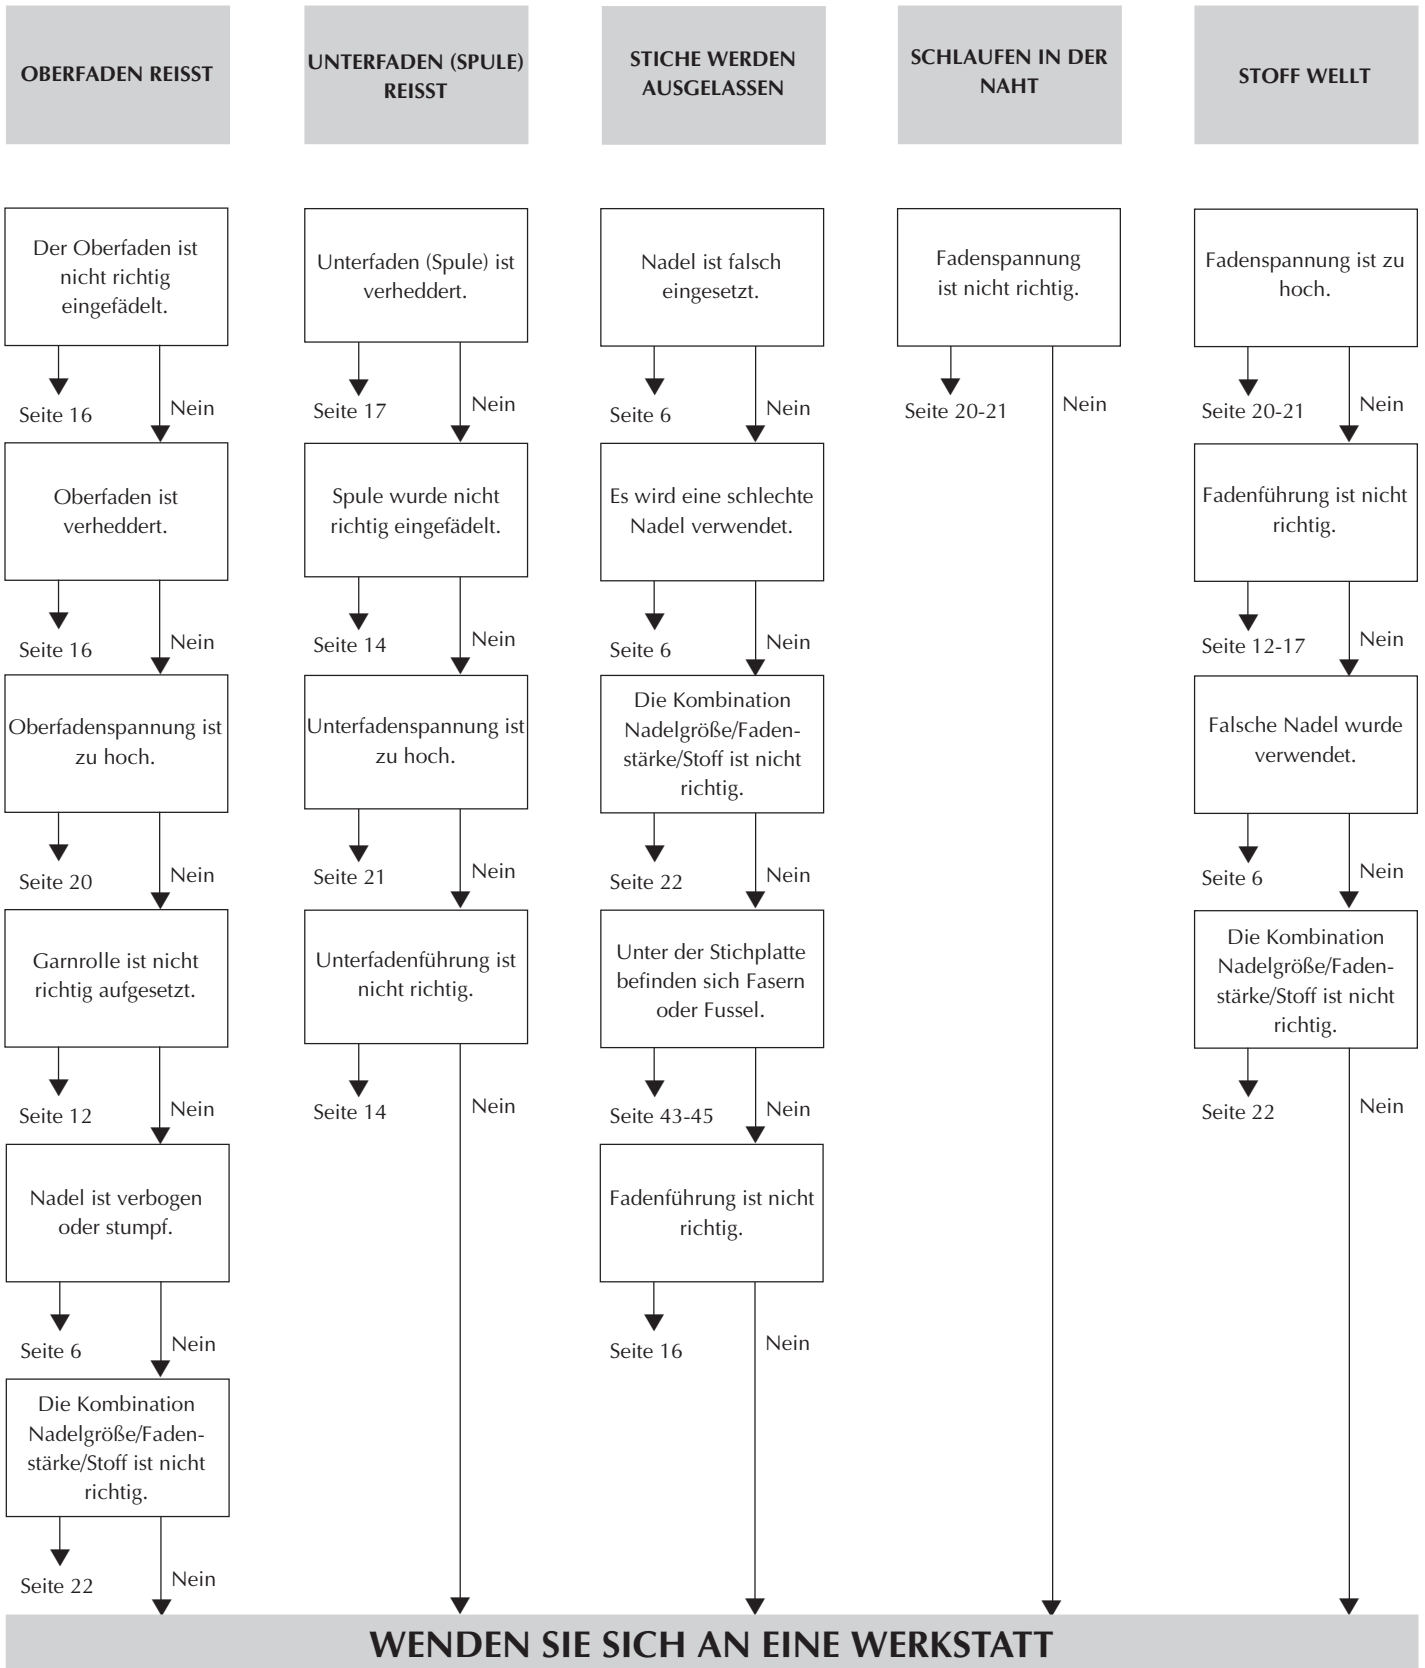 OBERFADEN REISST
Der Oberfaden ist
nicht richtig
eingefädelt.
Seite 16
Nein
Oberfaden ist
verheddert.
Seite 16
Nein
Oberfadenspannung ist
zu hoch.
Seite 20
Nein
Garnrolle ist nicht
richtig aufgesetzt.
Seite 12
Nein
Nadel ist verbogen
oder stumpf.
Seite 6
Nein
Die Kombination
Nadelgröße/Faden-
stärke/Stoff ist nicht
richtig.
Seite 22
Nein
UNTERFADEN (SPULE)
REISST
Unterfaden (Spule) ist
verheddert.
Seite 17
Nein
Spule wurde nicht
richtig eingefädelt.
Seite 14
Nein
Unterfadenspannung ist
zu hoch.
Seite 21
Nein
Unterfadenführung ist
nicht richtig.
Seite 14
Nein
STICHE WERDEN
AUSGELASSEN
Nadel ist falsch
eingesetzt.
Seite 6
Nein
Es wird eine schlechte
Nadel verwendet.
Seite 6
Nein
Die Kombination
Nadelgröße/Faden-
stärke/Stoff ist nicht
richtig.
Seite 22
Nein
Unter der Stichplatte
befinden sich Fasern
oder Fussel.
Seite 43-45
Nein
Fadenführung ist nicht
richtig.
Seite 16
Nein
SCHLAUFEN IN DER
NAHT
Fadenspannung
ist nicht richtig.
Seite 20-21
Nein
STOFF WELLT
Fadenspannung ist zu
hoch.
Seite 20-21
Nein
Fadenführung ist nicht
richtig.
Seite 12-17
Nein
Falsche Nadel wurde
verwendet.
Seite 6
Nein
Die Kombination
Nadelgröße/Faden-
stärke/Stoff ist nicht
richtig.
Seite 22
Nein
WENDEN SIE SICH AN EINE WERKSTATT